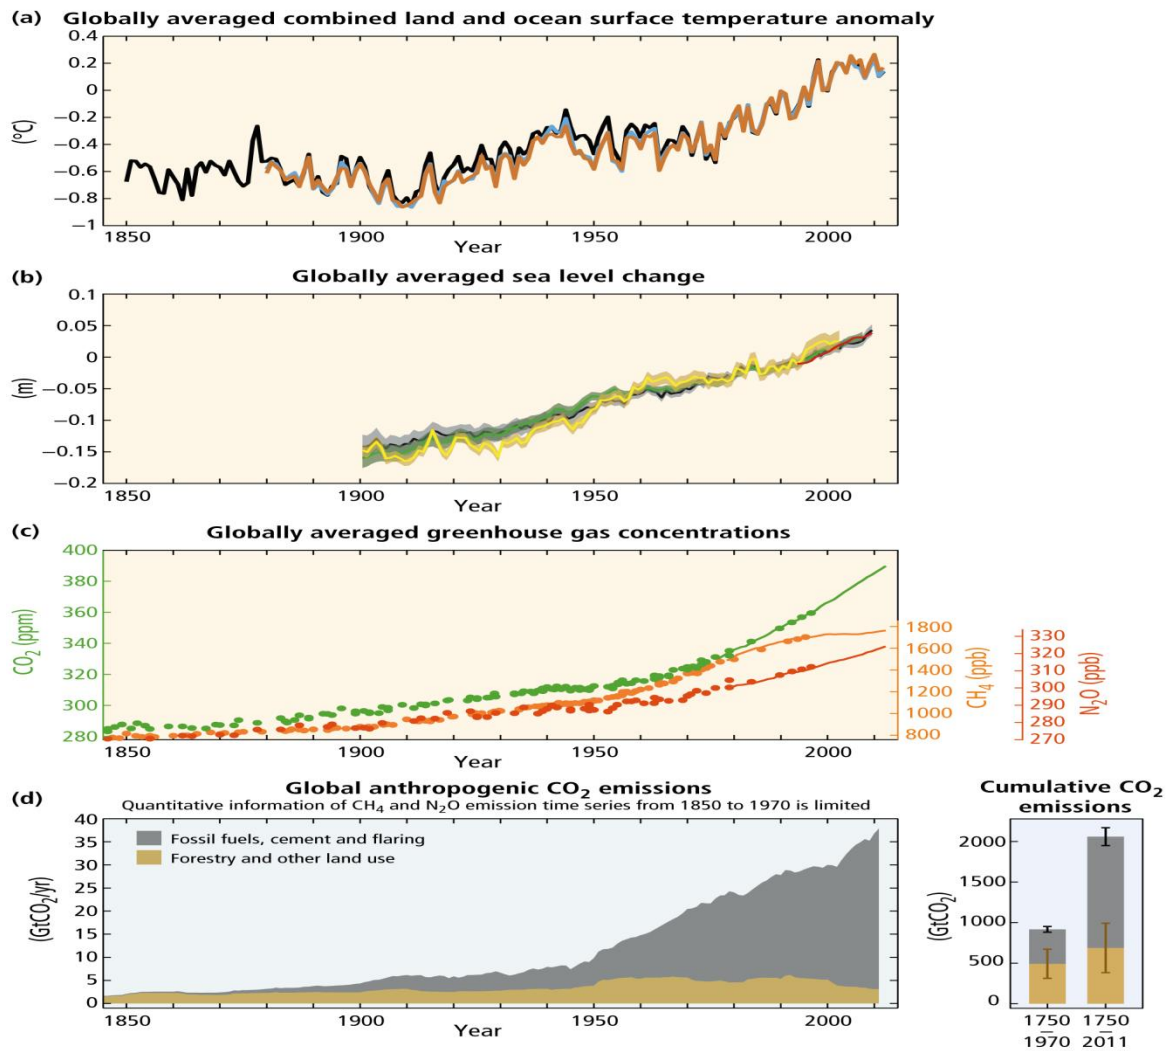 (a) Globally averaged combined land and ocean surface temperature anomaly
0.4
0.2
0
−0.2
−0.4
−0.6
−0.8
−1
(°C)
1850 1900 1950 2000
Year
(b) Globally averaged sea level change
0.1
0.05
0
−0.05
−0.1
−0.15
−0.2
(m)
1850 1900 1950 2000
Year
(c) Globally averaged greenhouse gas concentrations
400
380
360
340
320
300
280
CO₂ (ppm)
1800
1600
1400
1200
1000
800
CH₄ (ppb)
330
320
310
300
290
280
270
N₂O (ppb)
1850 1900 1950 2000
Year
(d) Global anthropogenic CO₂ emissions
Quantitative information of CH₄ and N₂O emission time series from 1850 to 1970 is limited
40
35
30
25
20
15
10
5
0
(GtCO₂/yr)
Fossil fuels, cement and flaring
Forestry and other land use
1850 1900 1950 2000
Year
Cumulative CO₂
emissions
2000
1500
1000
500
0
(GtCO₂)
1750 1750
– –
1970 2011